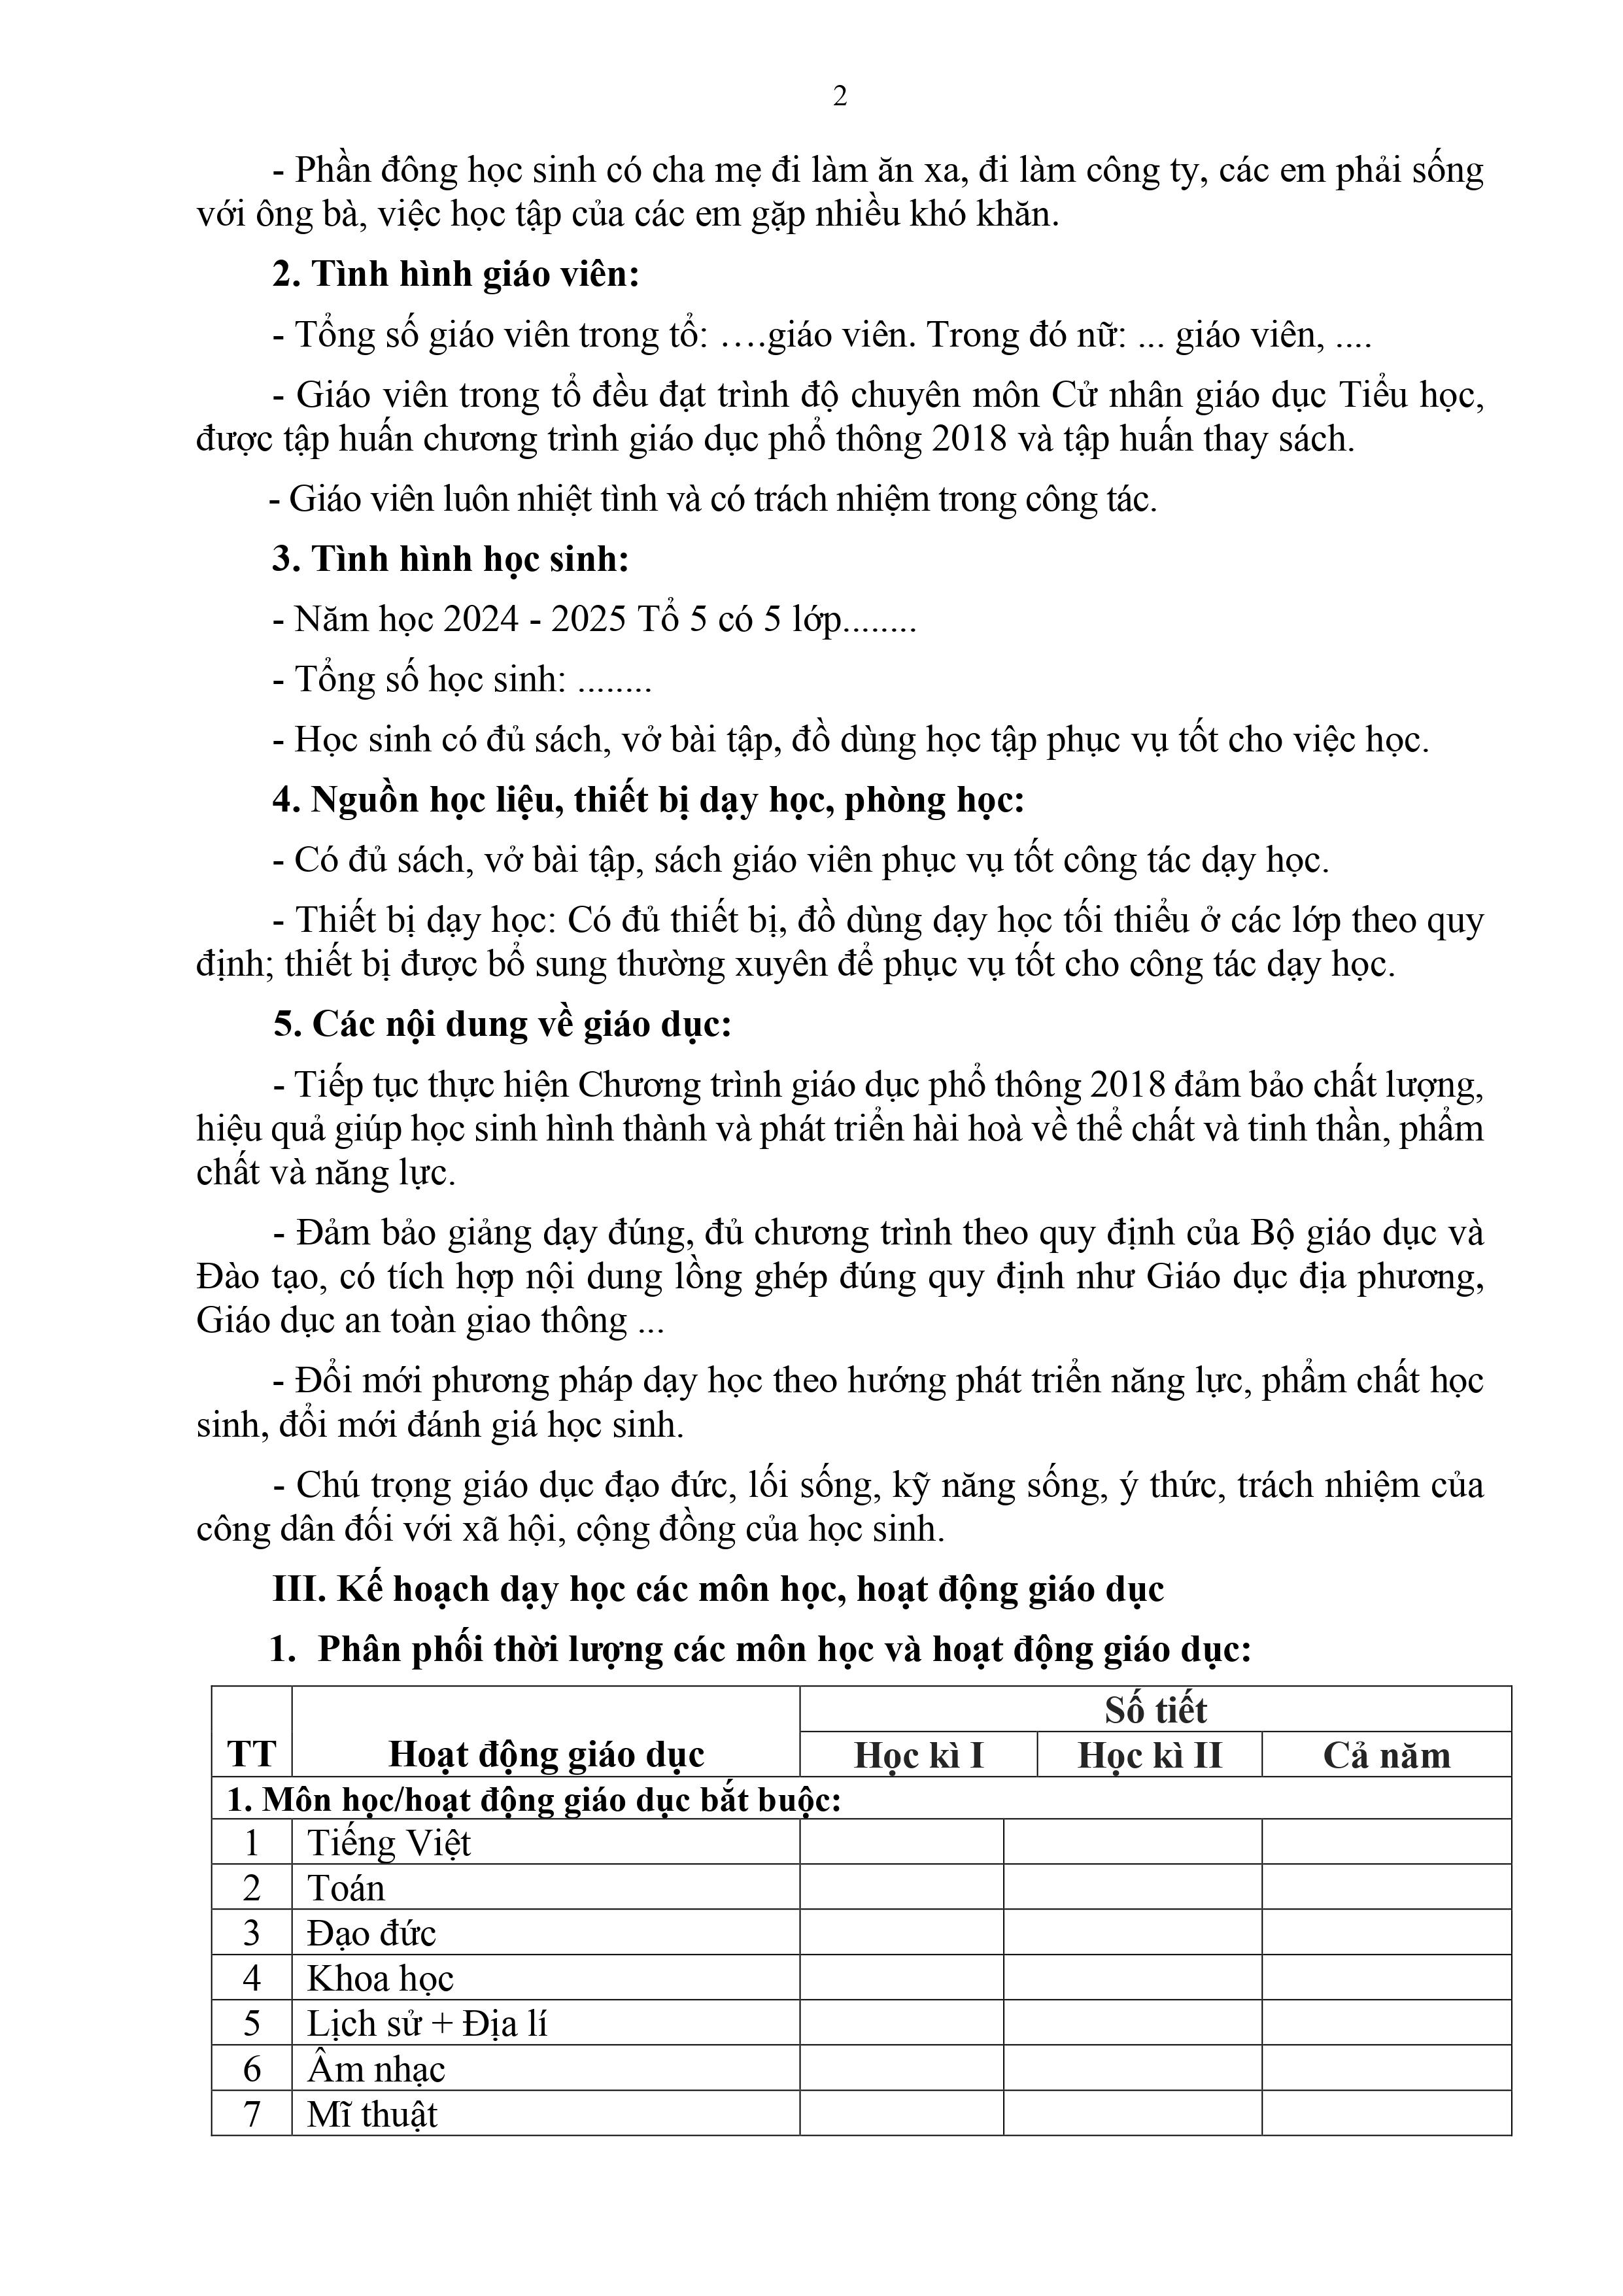 2
- Phần đông học sinh có cha mẹ đi làm ăn xa, đi làm công ty, các em phải sống
với ông bà, việc học tập của các em gặp nhiều khó khăn.
2. Tình hình giáo viên:
- Tổng số giáo viên trong tổ: ….giáo viên. Trong đó nữ: ... giáo viên, ....
- Giáo viên trong tổ đều đạt trình độ chuyên môn Cử nhân giáo dục Tiểu học,
được tập huấn chương trình giáo dục phổ thông 2018 và tập huấn thay sách.
- Giáo viên luôn nhiệt tình và có trách nhiệm trong công tác.
3. Tình hình học sinh:
- Năm học 2024 - 2025 Tổ 5 có 5 lớp........
- Tổng số học sinh: ........
- Học sinh có đủ sách, vở bài tập, đồ dùng học tập phục vụ tốt cho việc học.
4. Nguồn học liệu, thiết bị dạy học, phòng học:
- Có đủ sách, vở bài tập, sách giáo viên phục vụ tốt công tác dạy học.
- Thiết bị dạy học: Có đủ thiết bị, đồ dùng dạy học tối thiểu ở các lớp theo quy
định; thiết bị được bổ sung thường xuyên để phục vụ tốt cho công tác dạy học.
5. Các nội dung về giáo dục:
- Tiếp tục thực hiện Chương trình giáo dục phổ thông 2018 đảm bảo chất lượng,
hiệu quả giúp học sinh hình thành và phát triển hài hoà về thể chất và tinh thần, phẩm
chất và năng lực.
- Đảm bảo giảng dạy đúng, đủ chương trình theo quy định của Bộ giáo dục và
Đào tạo, có tích hợp nội dung lồng ghép đúng quy định như Giáo dục địa phương,
Giáo dục an toàn giao thông ...
- Đổi mới phương pháp dạy học theo hướng phát triển năng lực, phẩm chất học
sinh, đổi mới đánh giá học sinh.
- Chú trọng giáo dục đạo đức, lối sống, kỹ năng sống, ý thức, trách nhiệm của
công dân đối với xã hội, cộng đồng của học sinh.
III. Kế hoạch dạy học các môn học, hoạt động giáo dục
1. Phân phối thời lượng các môn học và hoạt động giáo dục:
Số tiết
TT Hoạt động giáo dục Học kì I Học kì II Cả năm
1. Môn học/hoạt động giáo dục bắt buộc:
1 Tiếng Việt
2 Toán
3 Đạo đức
4 Khoa học
5 Lịch sử + Địa lí
6 Âm nhạc
7 Mĩ thuật